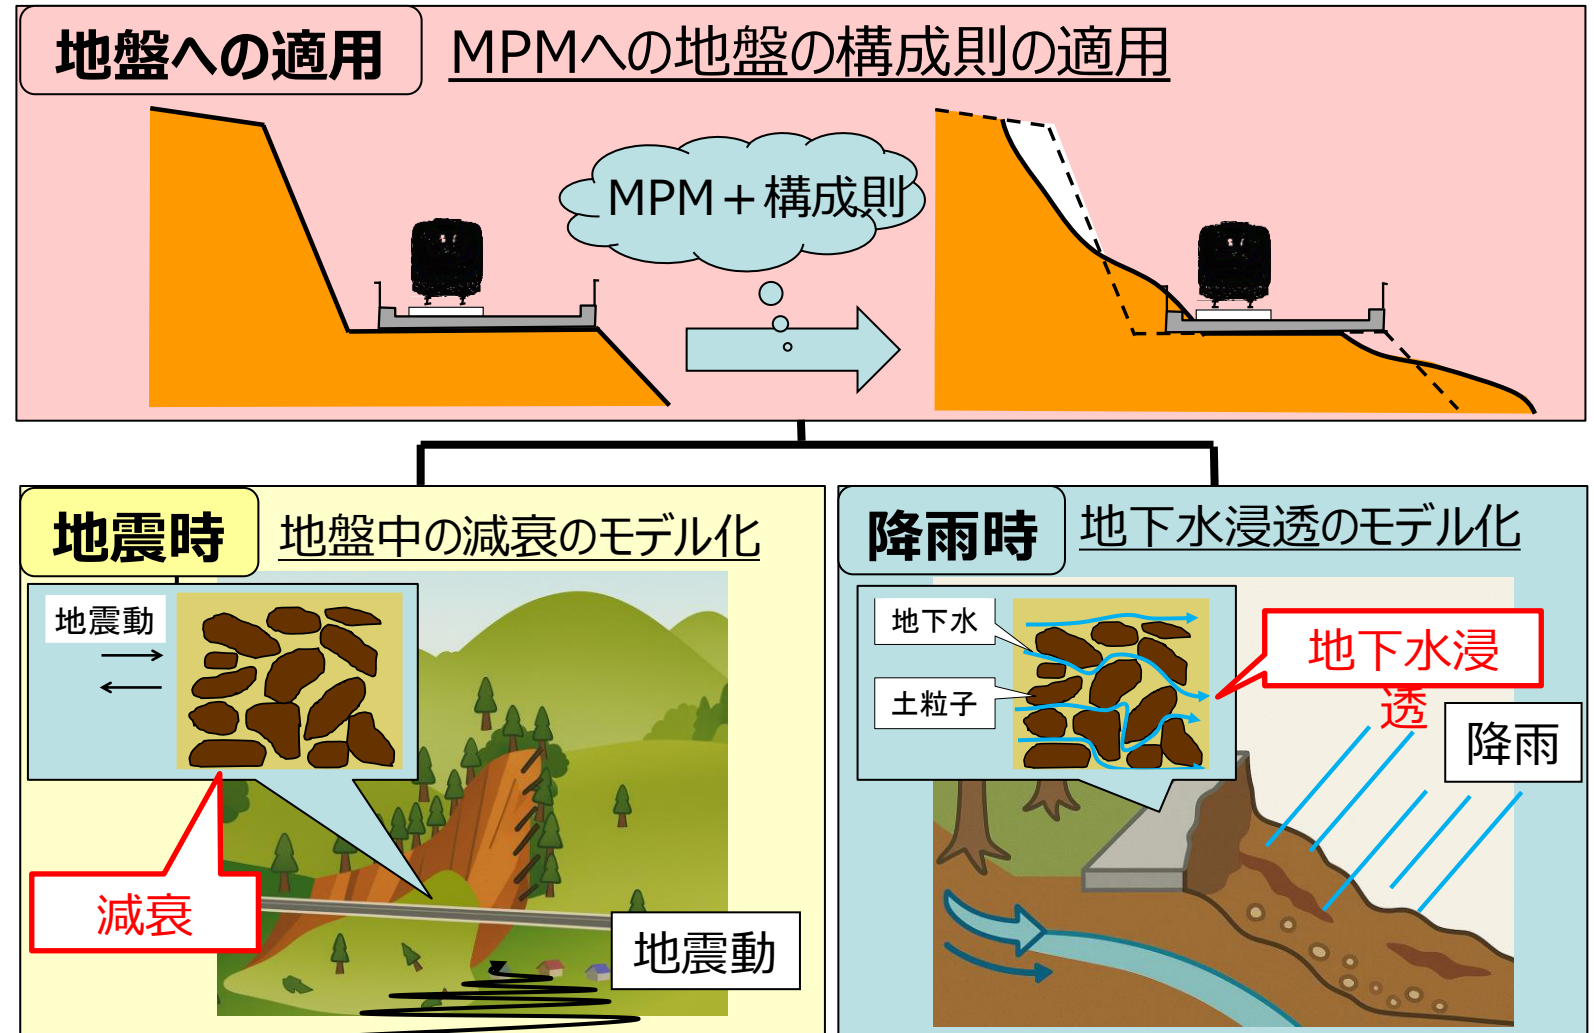 地盤への適用
MPMへの地盤の構成則の適用
MPM＋構成則
地震時
地盤中の減衰のモデル化
地震動
減衰
地震動
降雨時
地下水浸透のモデル化
地下水
土粒子
地下水浸
透
降雨